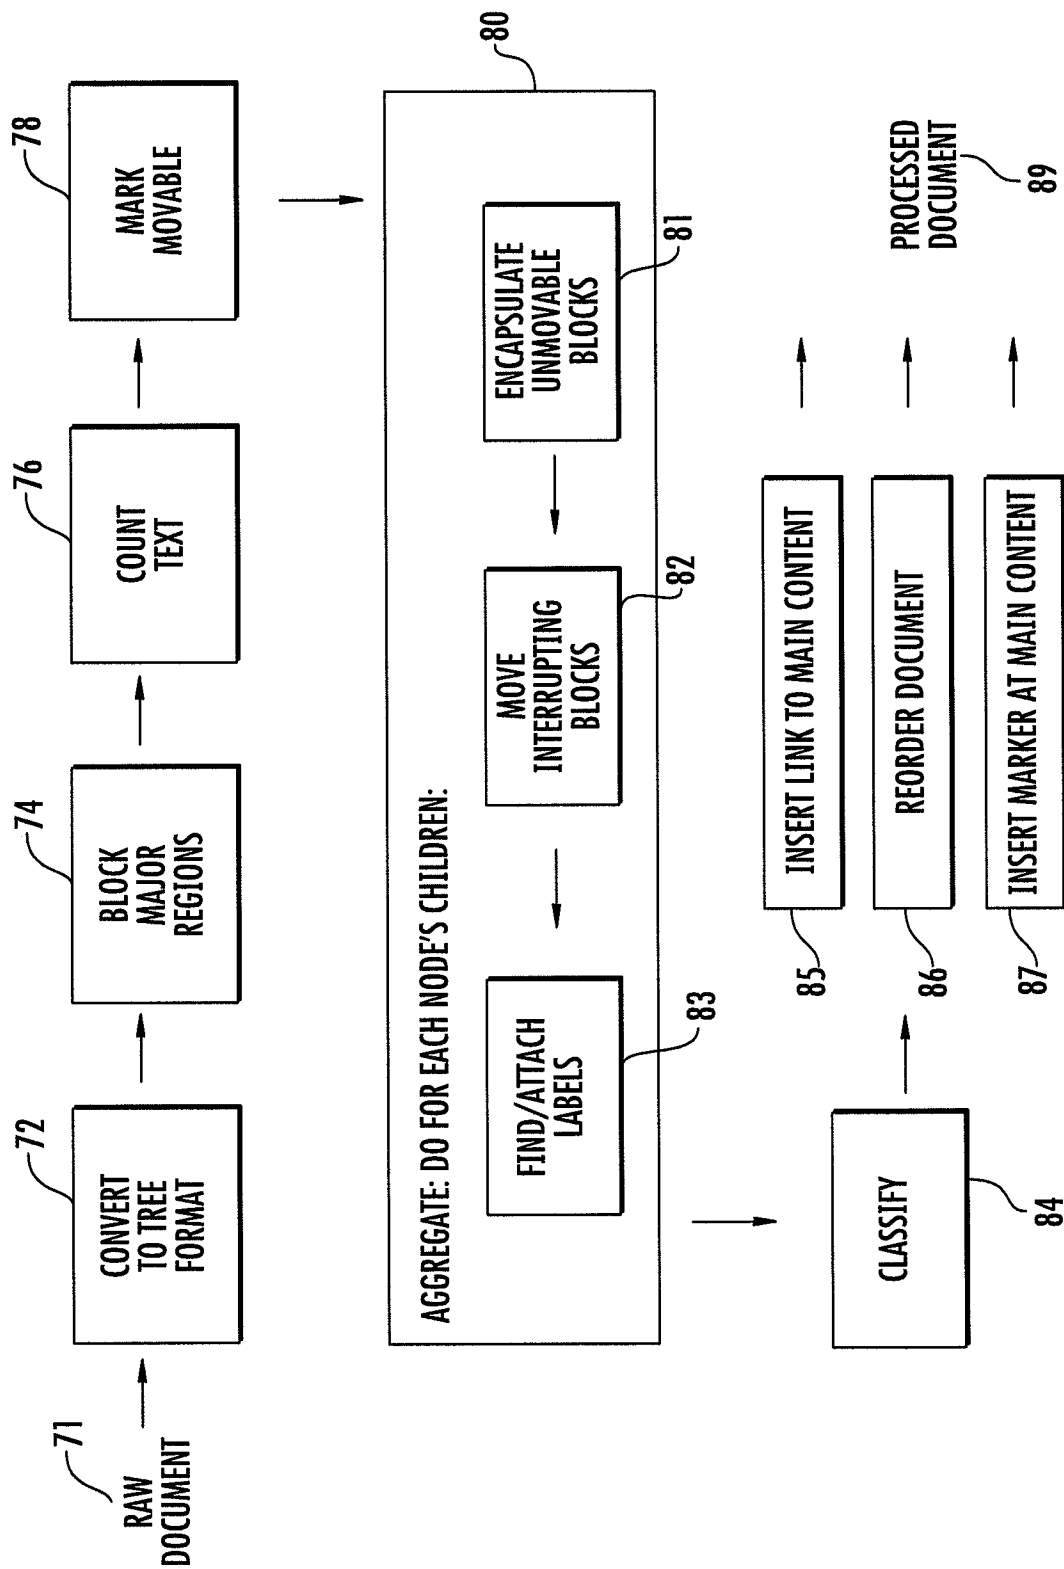 71
RAW
DOCUMENT
72
CONVERT
TO TREE
FORMAT
74
BLOCK
MAJOR
REGIONS
76
COUNT
TEXT
78
MARK
MOVABLE
80
AGGREGATE: DO FOR EACH NODE'S CHILDREN:
ENCAPSULATE
UNMOVABLE
BLOCKS
81
MOVE
INTERRUPTING
BLOCKS
82
FIND/ATTACH
LABELS
83
CLASSIFY
84
85
INSERT LINK TO MAIN CONTENT
86
REORDER DOCUMENT
87
INSERT MARKER AT MAIN CONTENT
PROCESSED
DOCUMENT
89